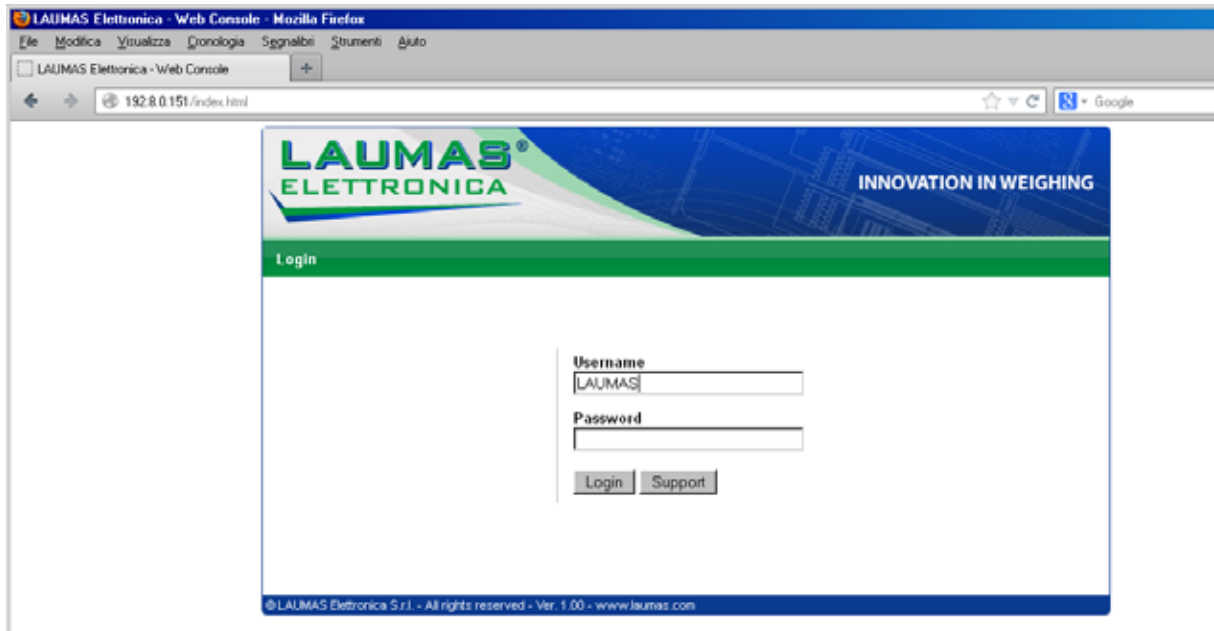 LAUMAS Elettronica - Web Console - Mozilla Firefox
File Modifica Visualizza Cronologia Segnalibri Strumenti Aiuto
LAUMAS Elettronica - Web Console +
192.8.0.151/index.html Google
LAUMAS®
ELETTRONICA
INNOVATION IN WEIGHING
Login
Username
LAUMAS
Password
Login Support
© LAUMAS Elettronica S.r.l. - All rights reserved - Ver. 1.00 - www.laumas.com